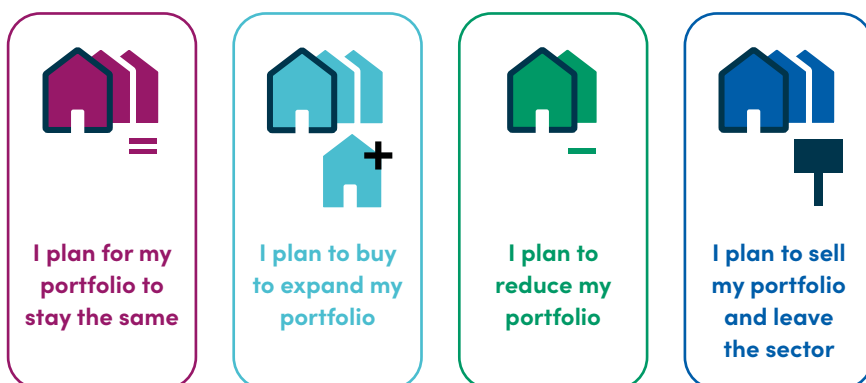 I plan for my
portfolio to
stay the same
I plan to buy
to expand my
portfolio
I plan to
reduce my
portfolio
I plan to sell
my portfolio
and leave
the sector